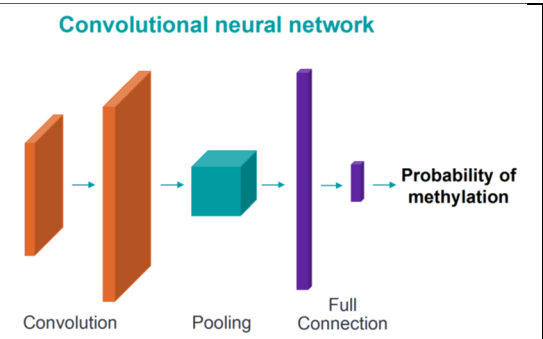 Convolutional neural network
Probability of
methylation
Convolution
Pooling
Full
Connection